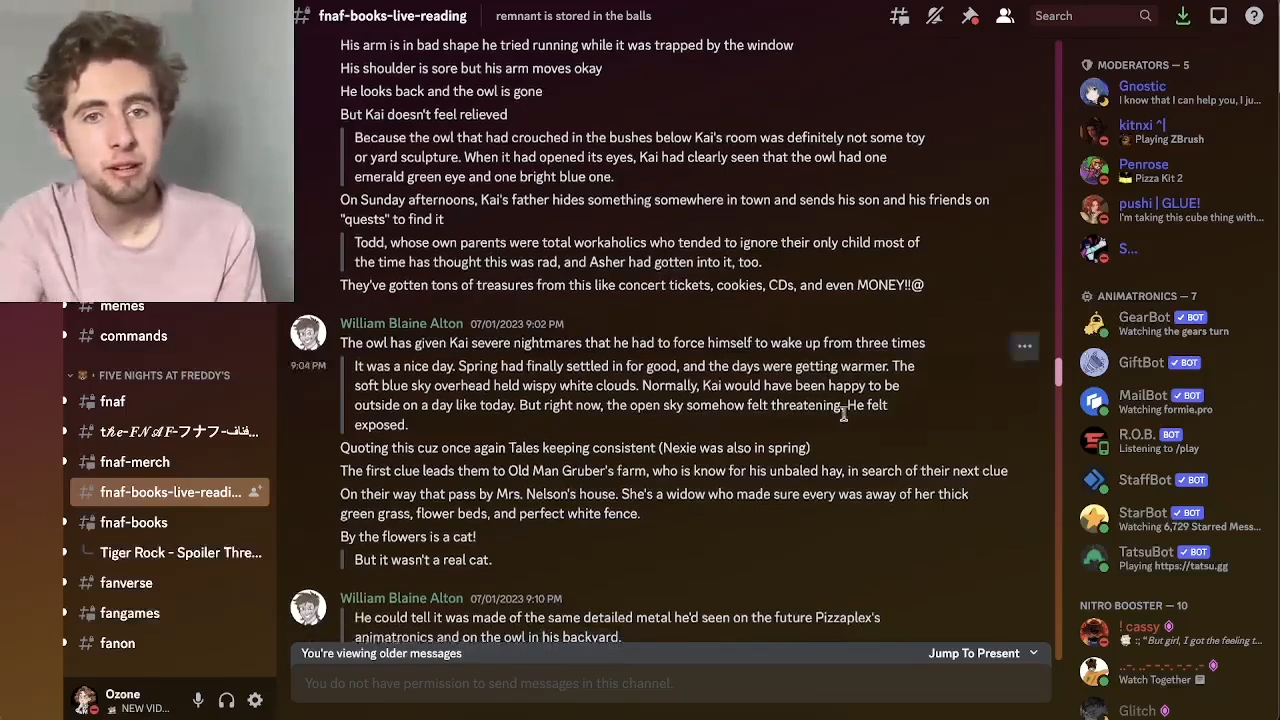 fnaf-books-live-reading
remnant is stored in the balls
Search
His arm is in bad shape he tried running while it was trapped by the window
His shoulder is sore but his arm moves okay
He looks back and the owl is gone
But Kai doesn't feel relieved
Because the owl that had crouched in the bushes below Kai's room was definitely not some toy
or yard sculpture. When it had opened its eyes, Kai had clearly seen that the owl had one
emerald green eye and one bright blue one.
On Sunday afternoons, Kai's father hides something somewhere in town and sends his son and his friends on
"quests" to find it
Todd, whose own parents were total workaholics who tended to ignore their only child most of
the time has thought this was rad, and Asher had gotten into it, too.
They've gotten tons of treasures from this like concert tickets, cookies, CDs, and even MONEY!!@
William Blaine Alton 07/01/2023 9:02 PM
The owl has given Kai severe nightmares that he had to force himself to wake up from three times
9:04 PM
It was a nice day. Spring had finally settled in for good, and the days were getting warmer. The
soft blue sky overhead held wispy white clouds. Normally, Kai would have been happy to be
outside on a day like today. But right now, the open sky somehow felt threatening. He felt
exposed.
Quoting this cuz once again Tales keeping consistent (Nexie was also in spring)
The first clue leads them to Old Man Gruber's farm, who is know for his unbaled hay, in search of their next clue
On their way that pass by Mrs. Nelson's house. She's a widow who made sure every was away of her thick
green grass, flower beds, and perfect white fence.
By the flowers is a cat!
But it wasn't a real cat.
William Blaine Alton 07/01/2023 9:10 PM
He could tell it was made of the same detailed metal he'd seen on the future Pizzaplex's
animatronics and on the owl in his backyard.
You're viewing older messages
Jump To Present
You do not have permission to send messages in this channel.
memes
commands
FIVE NIGHTS AT FREDDY'S
fnaf
fnaf-merch
fnaf-books-live-readi...
fnaf-books
Tiger Rock - Spoiler Thre...
fanverse
fangames
fanon
Ozone
NEW VID...
MODERATORS — 5
Gnostic
I know that I can help you, I ju...
kitnxi ^|
Playing ZBrush
Penrose
Pizza Kit 2
pushi | GLUE!
I'm taking this cube thing with...
S...
ANIMATRONICS — 7
GearBot BOT
Watching the gears turn
GiftBot BOT
MailBot BOT
Watching formie.pro
R.O.B. BOT
Listening to /play
StaffBot BOT
StarBot BOT
Watching 6,729 Starred Mess...
TatsuBot BOT
Playing https://tatsu.gg
NITRO BOOSTER — 10
! cassy
:; "But girl, I got the feeling t...
Watch Together
Glitch